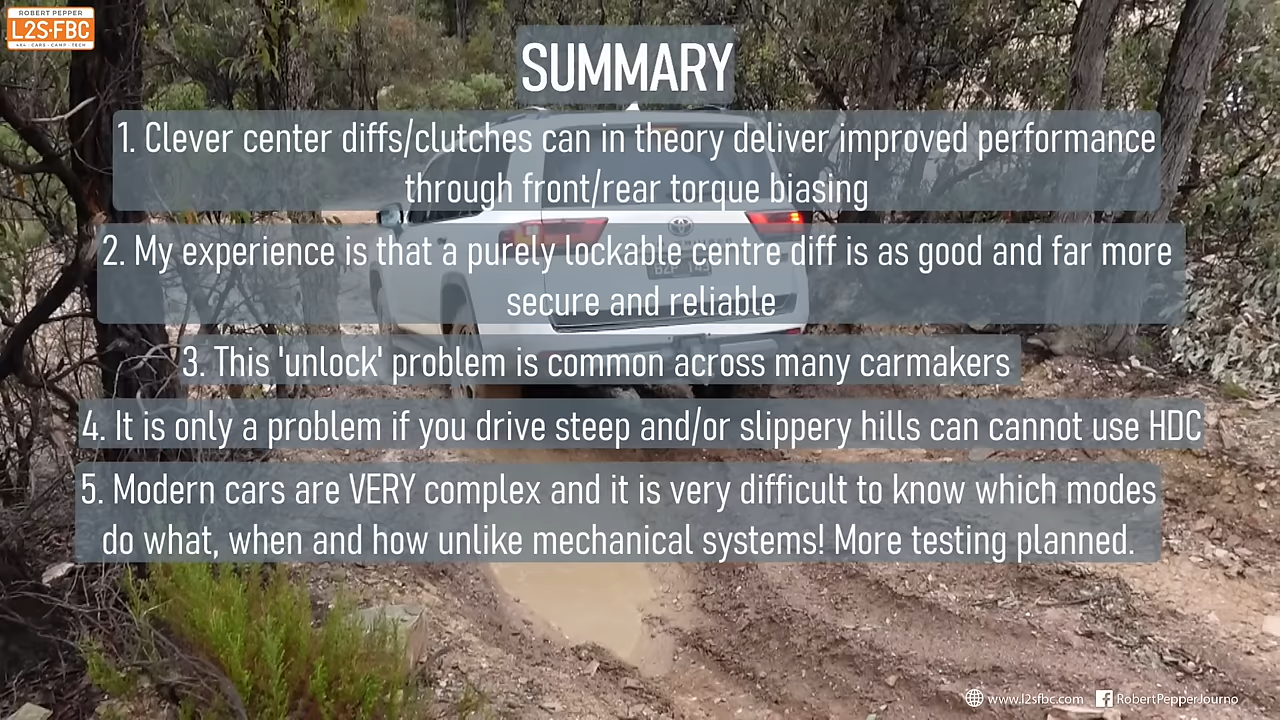 ROBERT PEPPER
L2S-FBC
4X4 - CARS - CAMP - TECH
SUMMARY
1. Clever center diffs/clutches can in theory deliver improved performance
through front/rear torque biasing
2. My experience is that a purely lockable centre diff is as good and far more
secure and reliable
3. This 'unlock' problem is common across many carmakers
4. It is only a problem if you drive steep and/or slippery hills can cannot use HDC
5. Modern cars are VERY complex and it is very difficult to know which modes
do what, when and how unlike mechanical systems! More testing planned.
www.l2sfbc.com
RobertPepperJourno